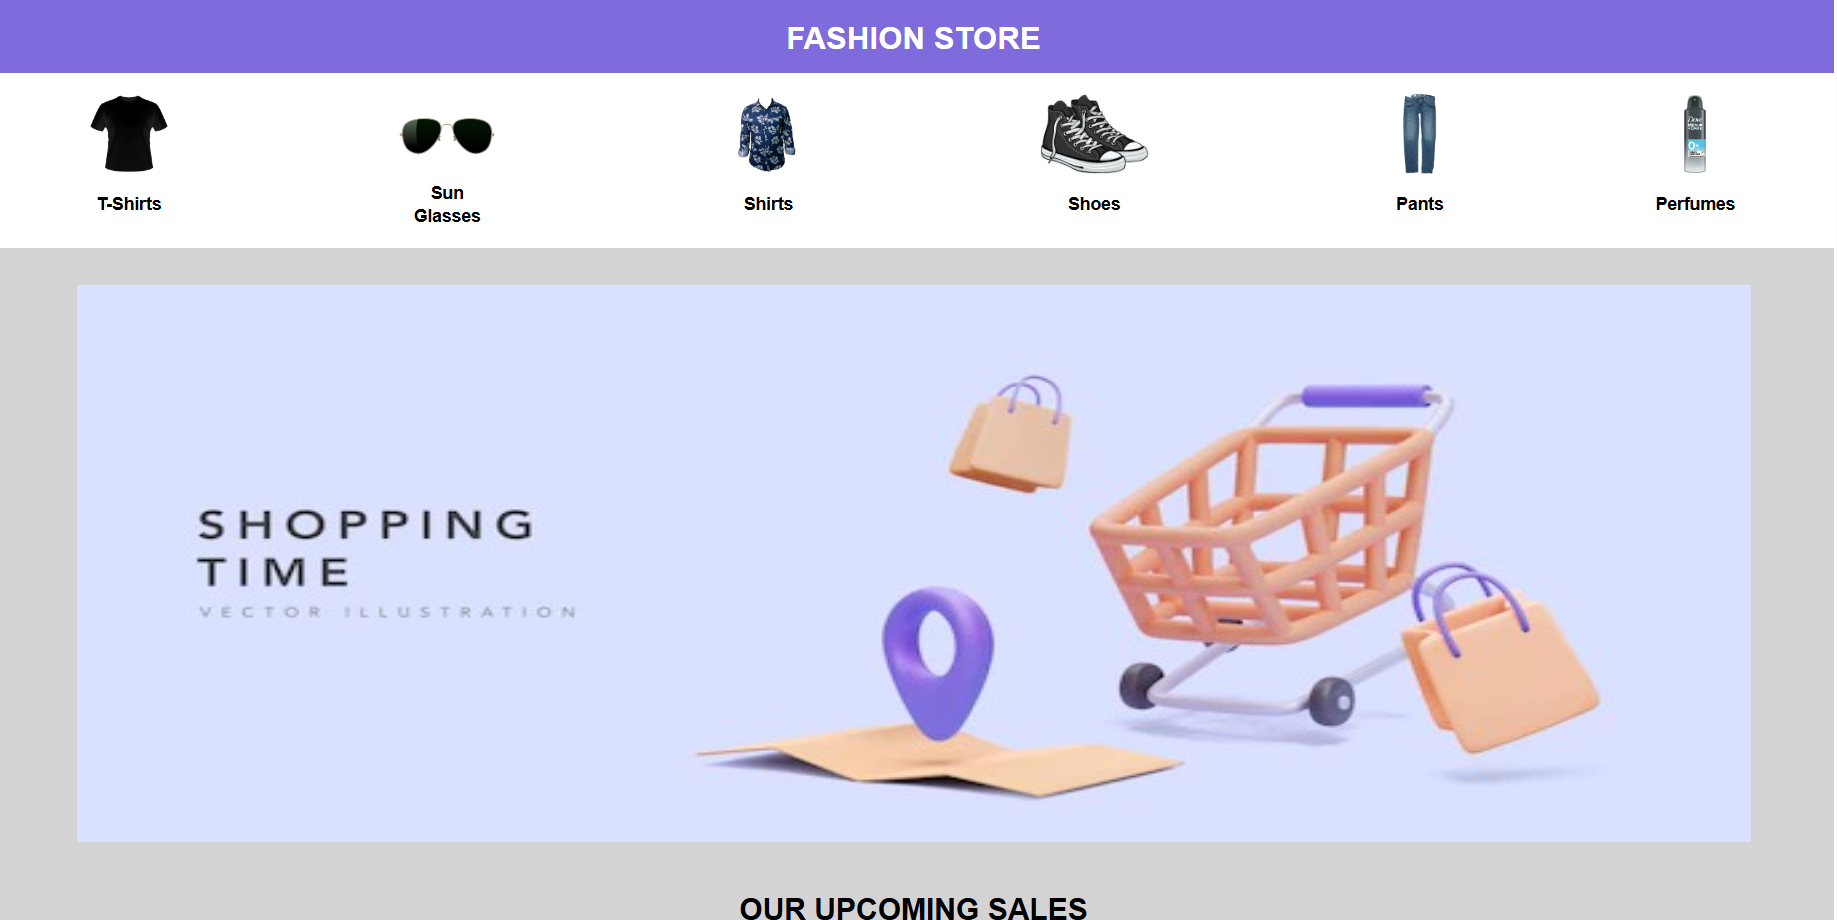 FASHION STORE
T-Shirts
Sun
Glasses
Shirts
Shoes
Pants
Perfumes
SHOPPING
TIME
VECTOR ILLUSTRATION
OUR UPCOMING SALES